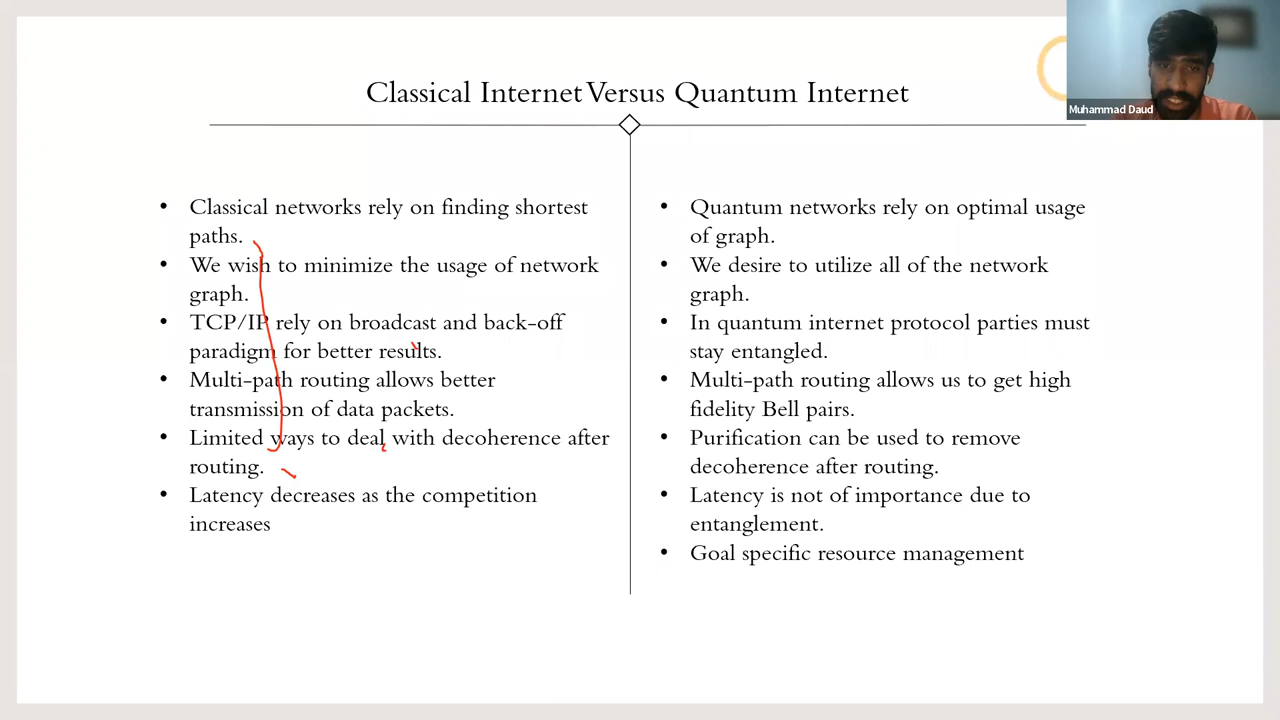 Classical Internet Versus Quantum Internet
Muhammad Daud
• Classical networks rely on finding shortest
paths.
• We wish to minimize the usage of network
graph.
• TCP/IP rely on broadcast and back-off
paradigm for better results.
• Multi-path routing allows better
transmission of data packets.
• Limited ways to deal with decoherence after
routing.
• Latency decreases as the competition
increases
• Quantum networks rely on optimal usage
of graph.
• We desire to utilize all of the network
graph.
• In quantum internet protocol parties must
stay entangled.
• Multi-path routing allows us to get high
fidelity Bell pairs.
• Purification can be used to remove
decoherence after routing.
• Latency is not of importance due to
entanglement.
• Goal specific resource management